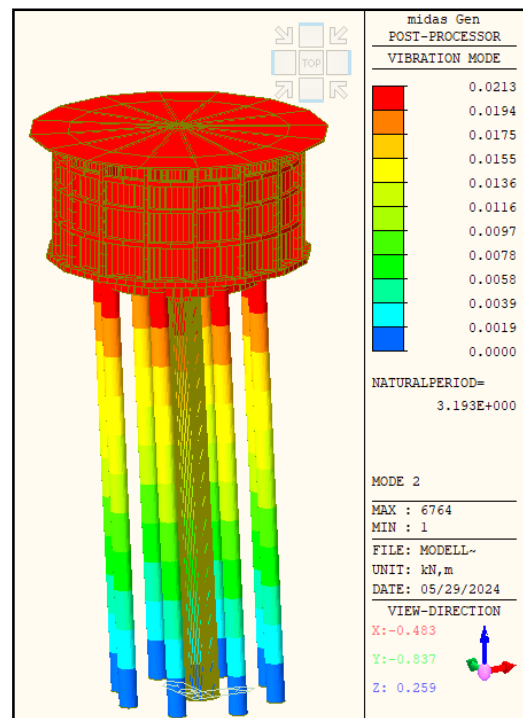 midas Gen
POST-PROCESSOR
VIBRATION MODE
TOP
0.0213
0.0194
0.0175
0.0155
0.0136
0.0116
0.0097
0.0078
0.0058
0.0039
0.0019
0.0000
NATURALPERIOD=
3.193E+000
MODE 2
MAX : 6764
MIN : 1
FILE: MODELL~
UNIT: kN,m
DATE: 05/29/2024
VIEW-DIRECTION
X:-0.483
Y:-0.837
Z: 0.259